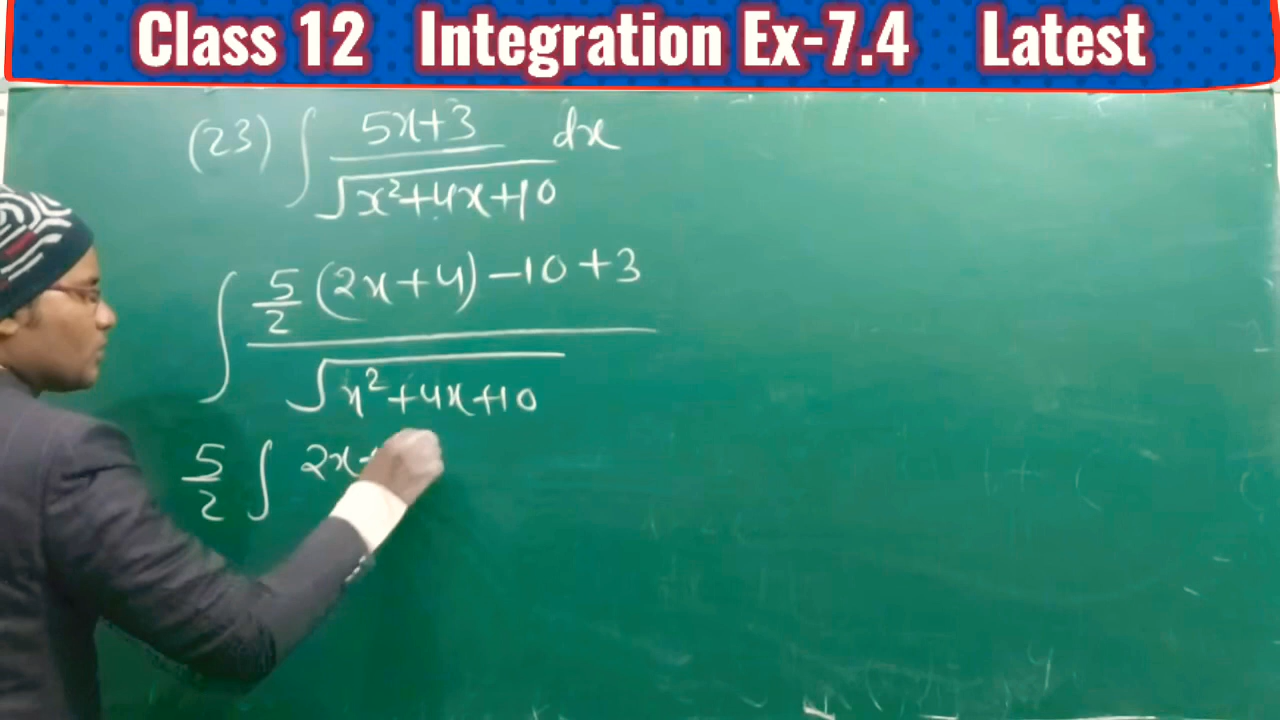 Class 12 Integration Ex-7.4 Latest
(23) ∫ 5x+3 dx
√x²+4x+10
∫ 5/2 (2x+4) -10 +3
√x²+4x+10
5/2 ∫ 2x